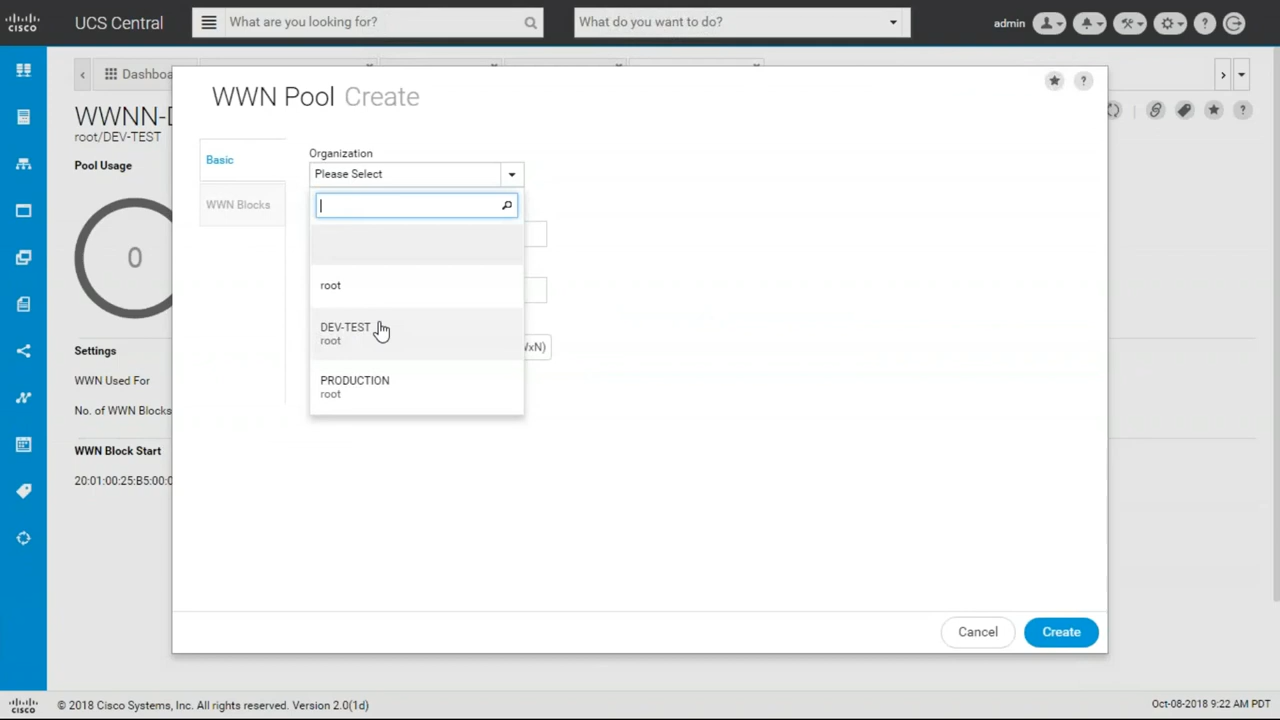 CISCO
UCS Central
What are you looking for?
What do you want to do?
admin
Dashboa
WWNN-D
root/DEV-TEST
Pool Usage
0
Settings
WWN Used For
No. of WWN Blocks
WWN Block Start
20:01:00:25:B5:00:0
WWN Pool Create
Basic
WWN Blocks
Organization
Please Select
root
DEV-TEST
root
PRODUCTION
root
WxN)
Cancel
Create
CISCO
© 2018 Cisco Systems, Inc. All rights reserved. Version 2.0(1d)
Oct-08-2018 9:22 AM PDT